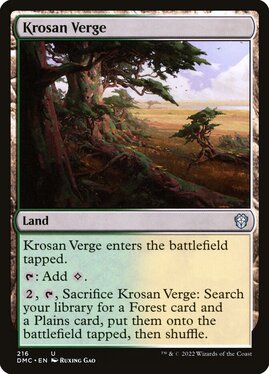 Krosan Verge
Land
Krosan Verge enters the battlefield
tapped.
: Add .
2, , Sacrifice Krosan Verge: Search
your library for a Forest card and
a Plains card, put them onto the
battlefield tapped, then shuffle.
216 U
DMC • EN Ruxing Gao
™ & © 2022 Wizards of the Coast